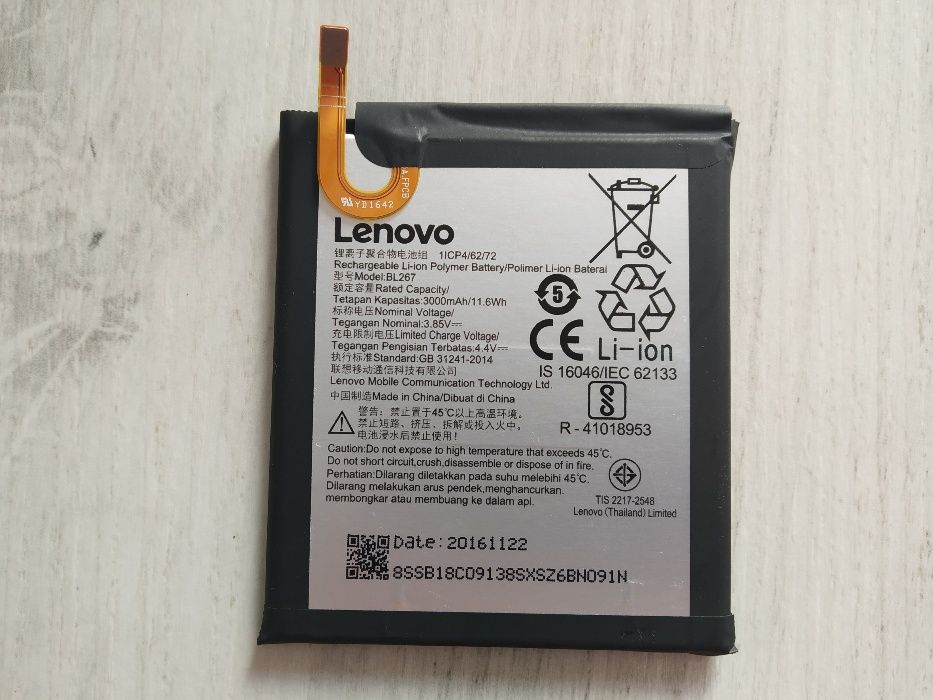 A.FPCB
YD1642
Lenovo
锂离子聚合物电池组 1ICP4/62/72
Rechargeable Li-ion Polymer Battery/Polimer Li-ion Baterai
型号Model:BL267
额定容量Rated Capacity/
Tetapan Kapasitas:3000mAh/11.6Wh
标称电压Nominal Voltage/
Tegangan Nominal:3.85V⎓
充电限制电压Limited Charge Voltage/
Tegangan Pengisian Terbatas:4.4V⎓
执行标准Standard:GB 31241-2014
联想移动通信科技有限公司
Lenovo Mobile Communication Technology Ltd.
中国制造Made in China/Dibuat di China
5
CE
Li-ion
IS 16046/IEC 62133
R - 41018953
警告: 禁止置于45℃以上高温环境。
禁止短路、挤压、拆解或投入火中。
电池浸水后禁止使用!
Caution:Do not expose to high temperature that exceeds 45℃.
Do not short circuit,crush,disassemble or dispose of in fire.
Perhatian:Dilarang diletakkan pada suhu melebihi 45℃.
Dilarang melakukan arus pendek,menghancurkan.
membongkar atau membuang ke dalam api.
TIS 2217-2548
Lenovo (Thailand) Limited
Date:20161122
8SSB18C09138SXSZ6BN091N